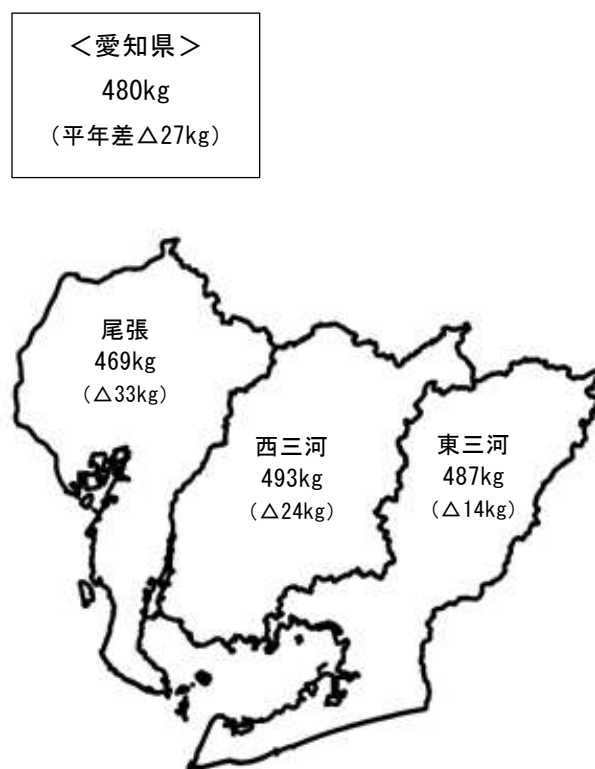 ＜愛知県＞
480kg
（平年差△27kg）
尾張
469kg
（△33kg）
西三河
493kg
（△24kg）
東三河
487kg
（△14kg）